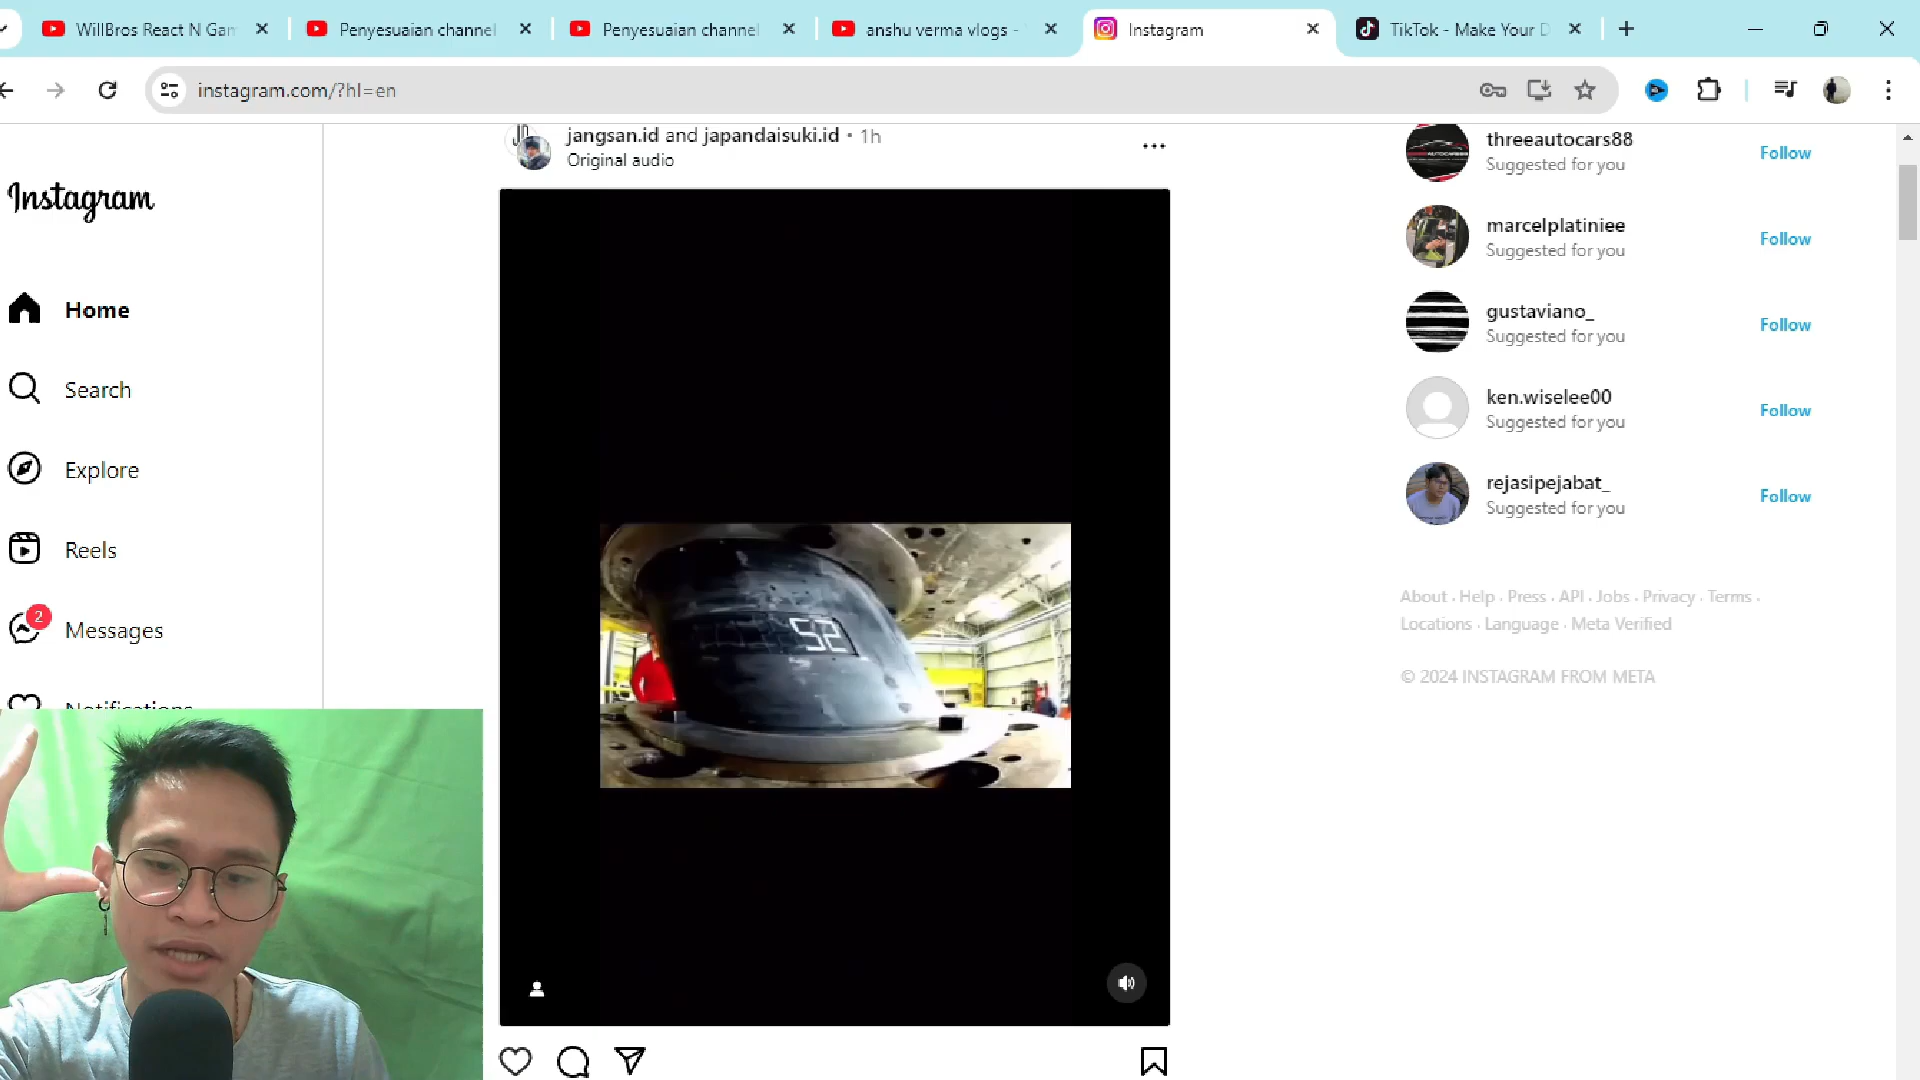 WillBros React N Gam
Penyesuaian channel
Penyesuaian channel
anshu verma vlogs -
Instagram
TikTok - Make Your D
instagram.com/?hl=en
Instagram
Home
Search
Explore
Reels
2
Messages
Notifications
jangsan.id and japandaisuki.id • 1h
Original audio
52
threeautocars88
Suggested for you
Follow
marcelplatiniee
Suggested for you
Follow
gustaviano_
Suggested for you
Follow
ken.wiselee00
Suggested for you
Follow
rejasipejabat_
Suggested for you
Follow
About · Help · Press · API · Jobs · Privacy · Terms ·
Locations · Language · Meta Verified
© 2024 INSTAGRAM FROM META